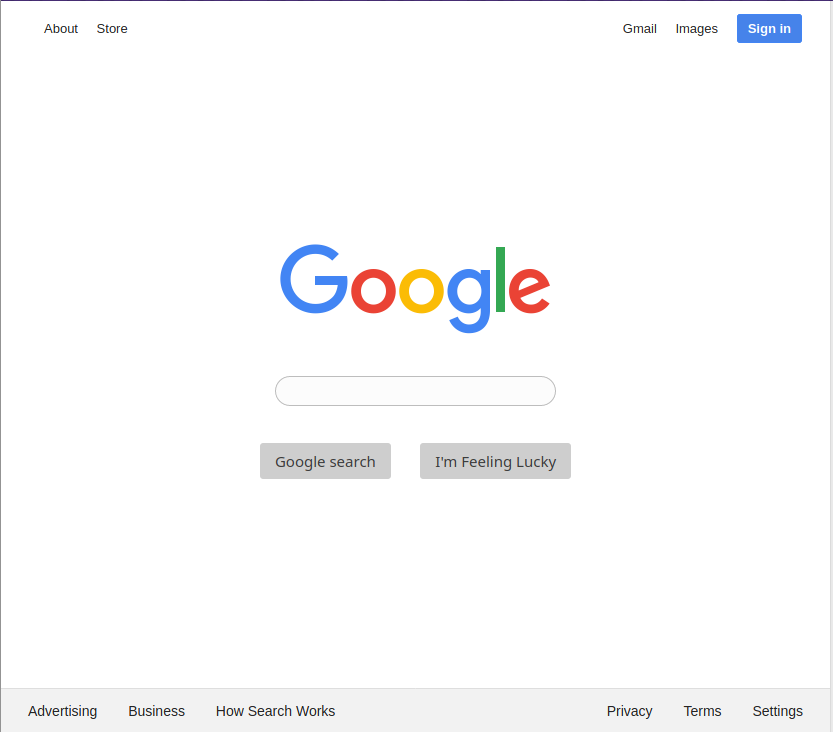 About Store Gmail Images Sign in
Google
Google search I'm Feeling Lucky
Advertising Business How Search Works Privacy Terms Settings